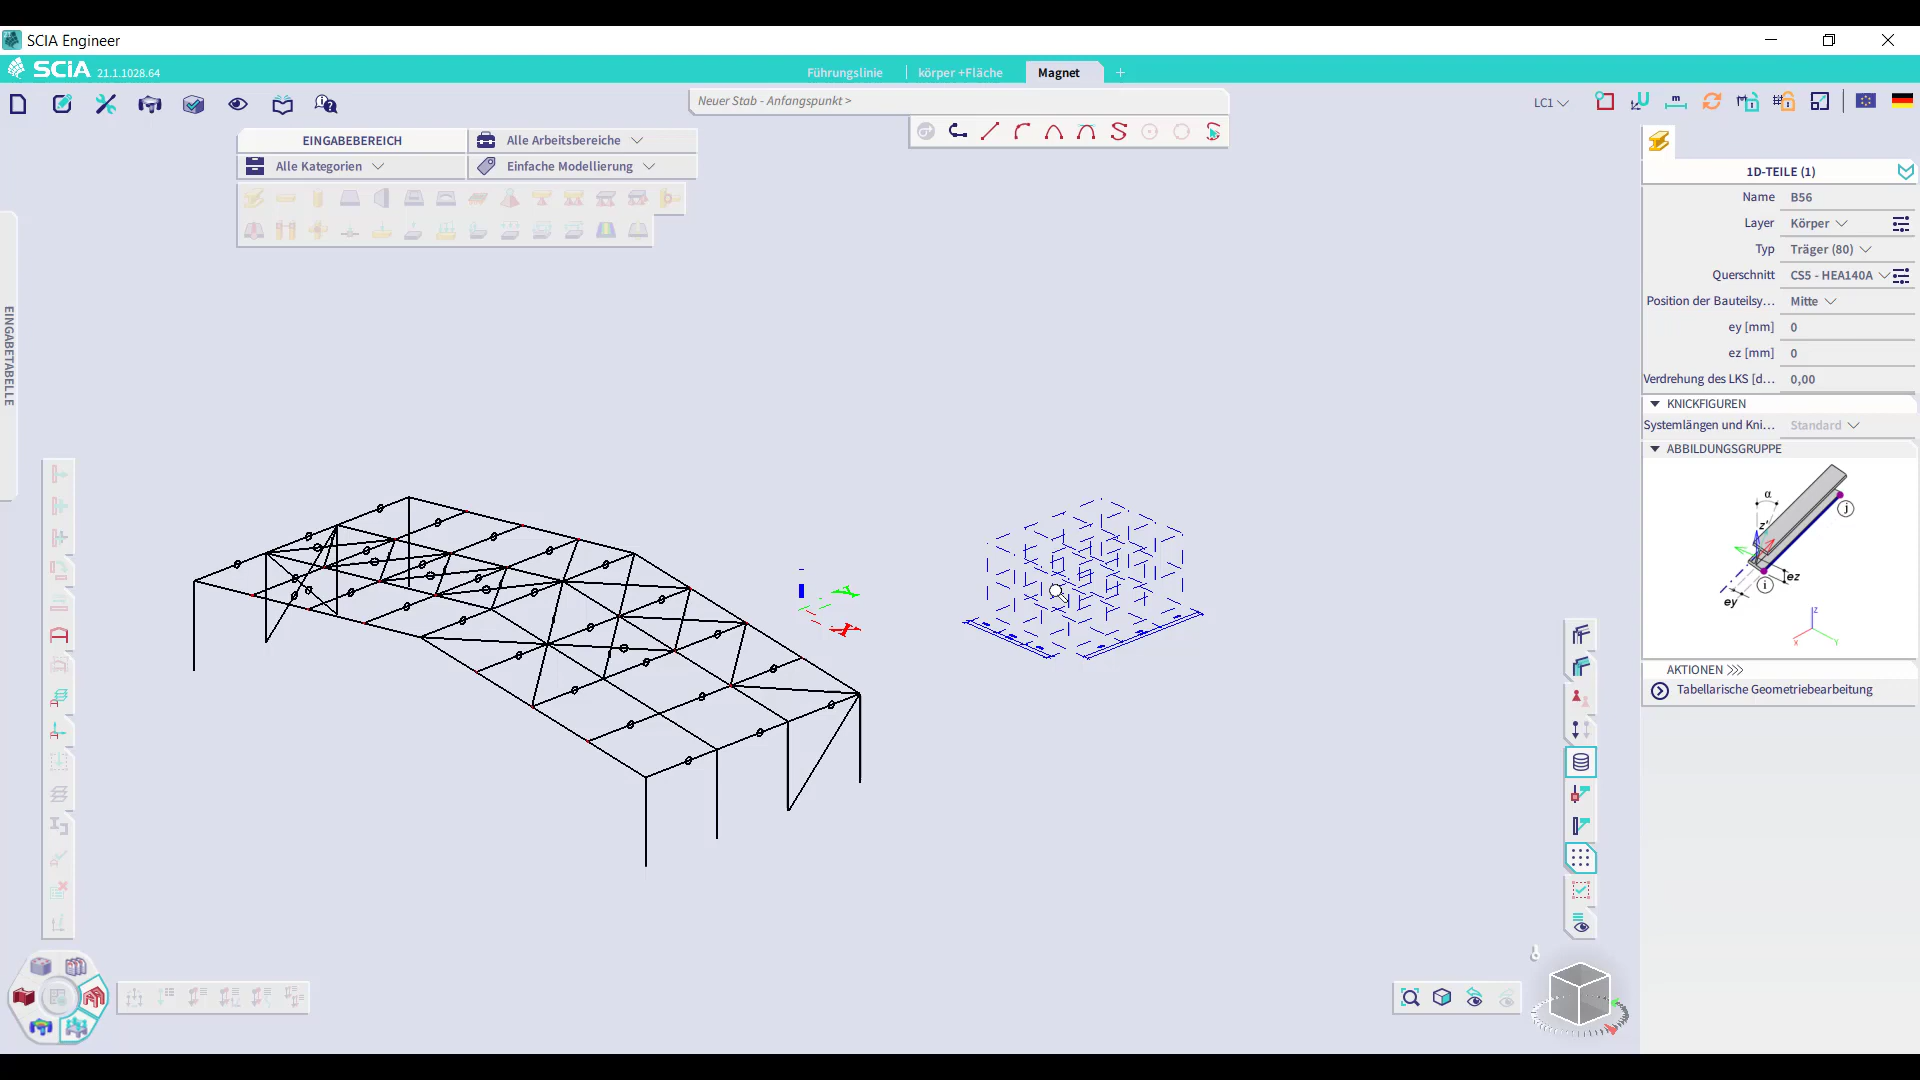 SCIA Engineer
SCiA 21.1.1028.64
Führungslinie
körper +Fläche
Magnet
+
Neuer Stab - Anfangspunkt >
LC1
EINGABEBEREICH
Alle Arbeitsbereiche
Alle Kategorien
Einfache Modellierung
EINGABETABELLE
1D-TEILE (1)
Name B56
Layer Körper
Typ Träger (80)
Querschnitt CS5 - HEA140A
Position der Bauteilsy... Mitte
ey [mm] 0
ez [mm] 0
Verdrehung des LKS [d... 0,00
KNICKFIGUREN
Systemlängen und Kni... Standard
ABBILDUNGSGRUPPE
α
z'
j
ez
i
ey
z
x
y
AKTIONEN >>>
Tabellarische Geometriebearbeitung
Y
X